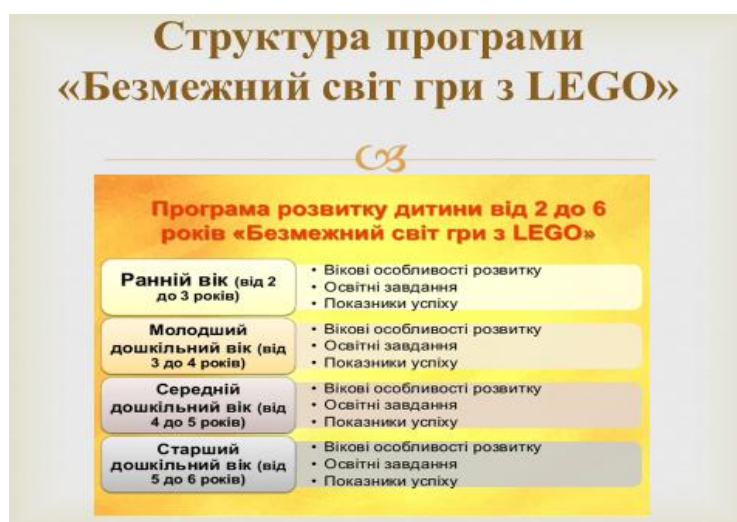 Структура програми
«Безмежний світ гри з LEGO»
Програма розвитку дитини від 2 до 6
років «Безмежний світ гри з LEGO»
Ранній вік (від 2
до 3 років)
• Вікові особливості розвитку
• Освітні завдання
• Показники успіху
Молодший
дошкільний вік (від
3 до 4 років)
• Вікові особливості розвитку
• Освітні завдання
• Показники успіху
Середній
дошкільний вік (від
4 до 5 років)
• Вікові особливості розвитку
• Освітні завдання
• Показники успіху
Старший
дошкільний вік (від
5 до 6 років)
• Вікові особливості розвитку
• Освітні завдання
• Показники успіху